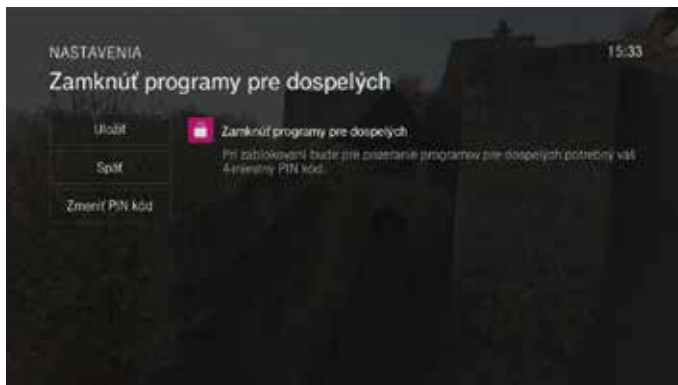 NASTAVENIA
15:33
Zamknúť programy pre dospelých
Uložiť
Zamknúť programy pre dospelých
Pri zablokovaní bude pre pozeranie programov pre dospelých potrebný váš
4-miestny PIN kód.
Späť
Zmeniť PIN kód